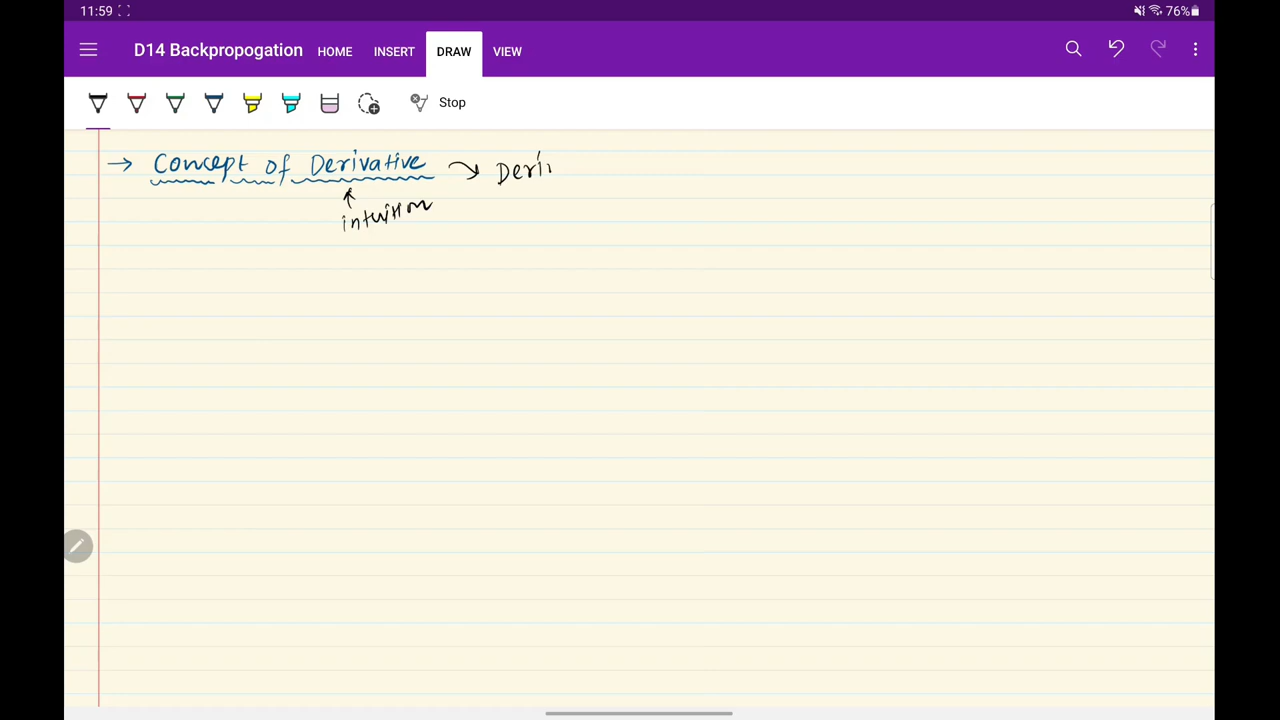 11:59 76%
D14 Backpropogation HOME INSERT DRAW VIEW
Stop
→ Concept of Derivative → Deri
↑
intuition